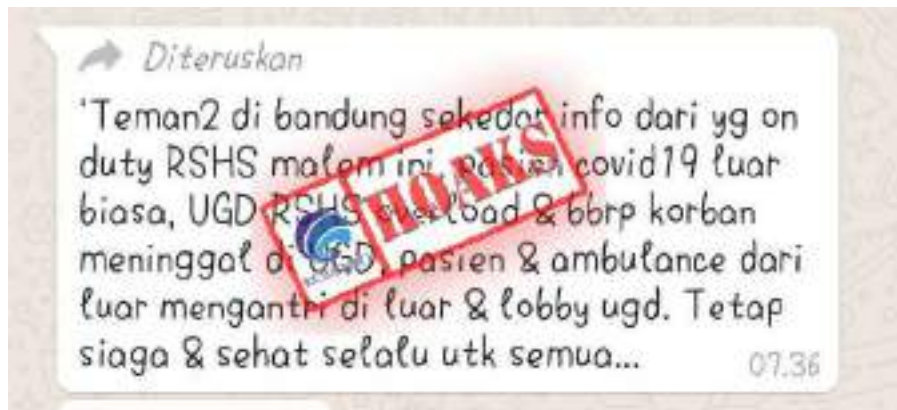 Diteruskan
'Teman2 di bandung sekedar info dari yg on
duty RSHS malem ini, pasien covid19 luar
biasa, UGD RSHS overload & bbrp korban
meninggal di UGD, pasien & ambulance dari
luar mengantri di luar & lobby ugd. Tetap
siaga & sehat selalu utk semua...
07.36
HOAKS